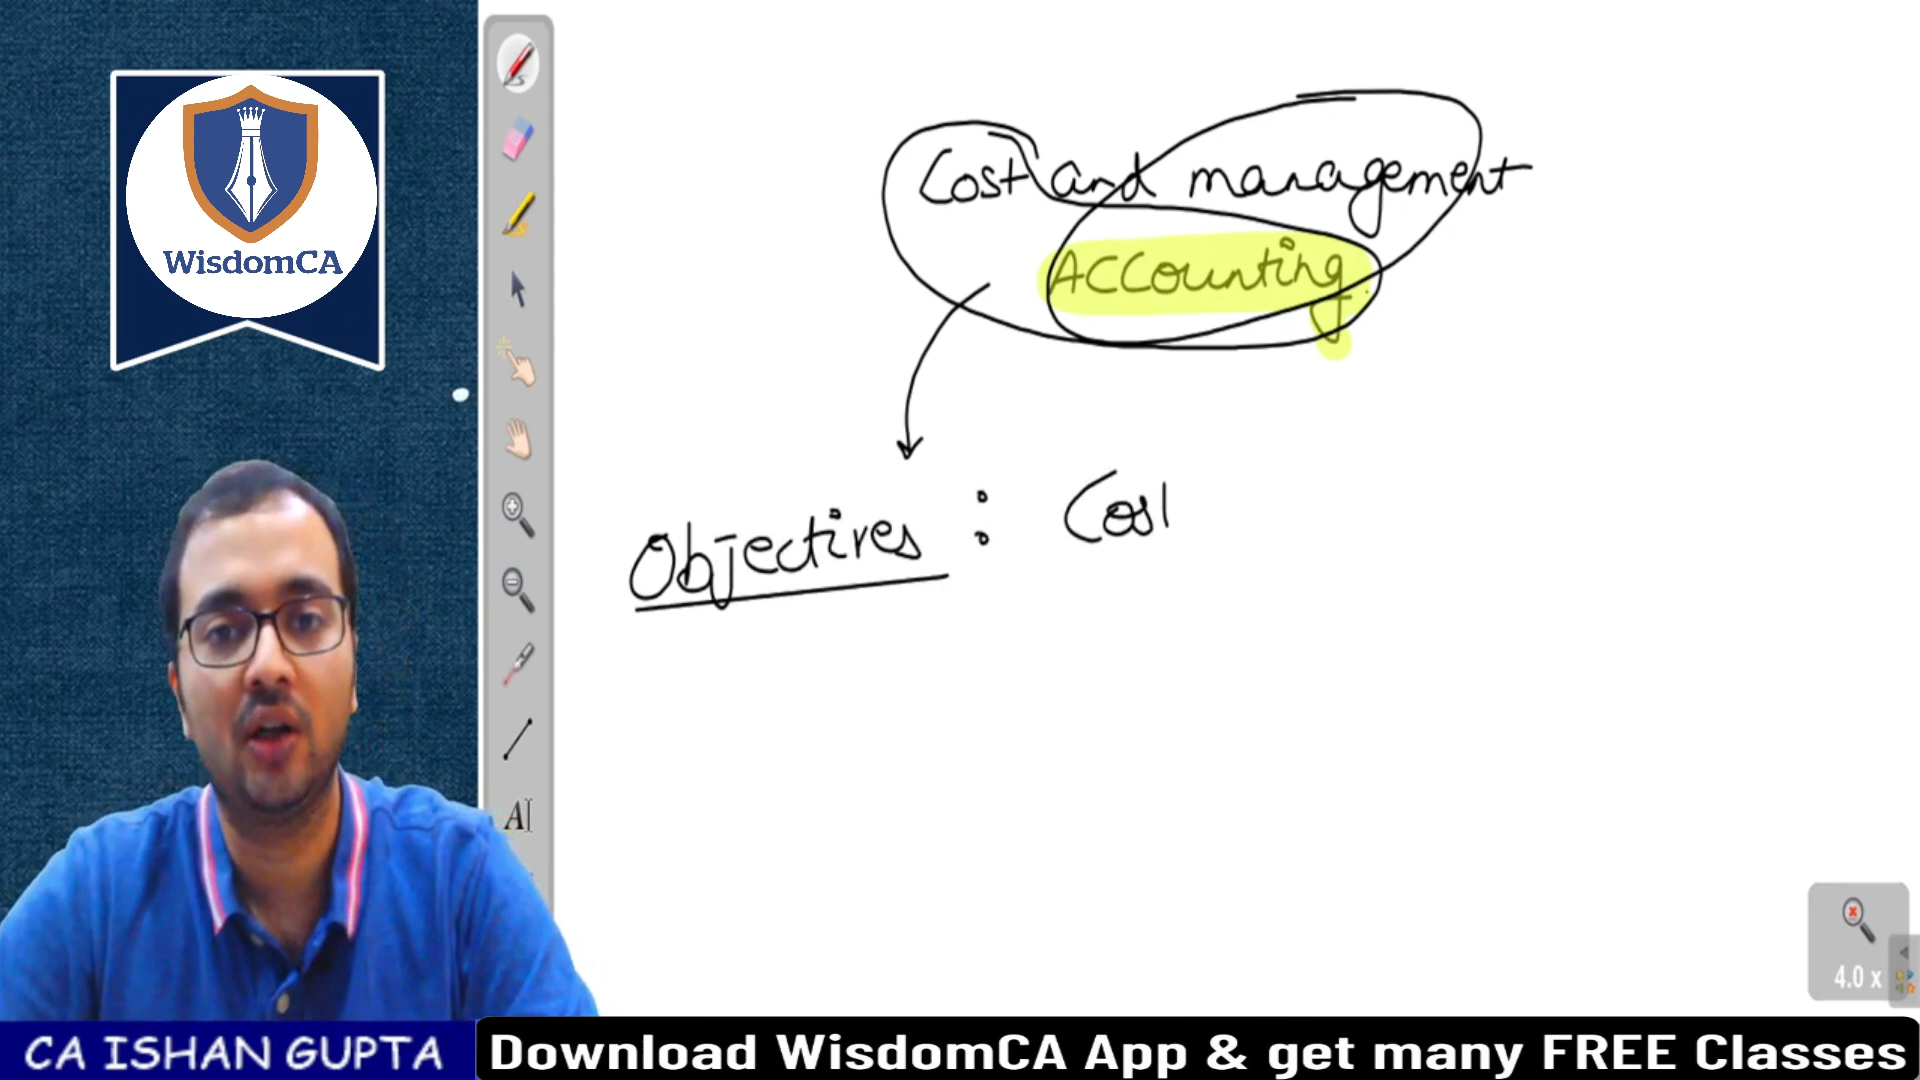 WisdomCA
Cost and management
Accounting
Objectives : Cost
A
4.0 x
CA ISHAN GUPTA
Download WisdomCA App & get many FREE Classes